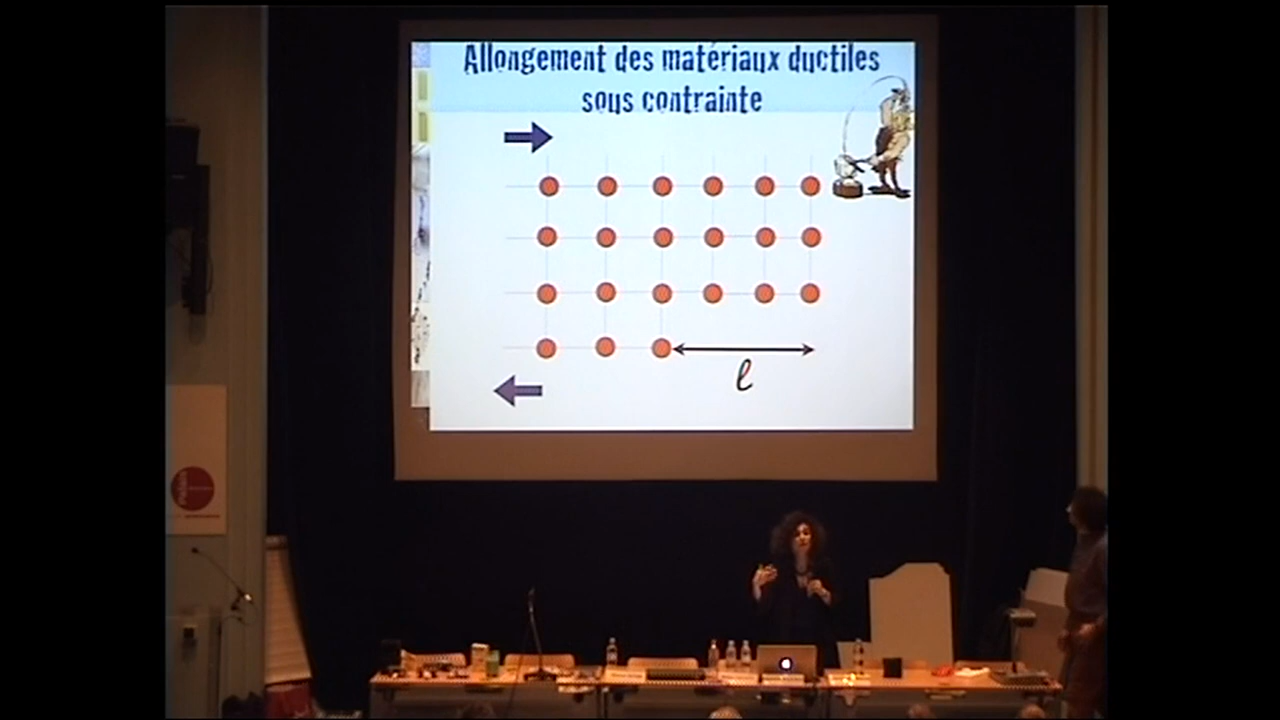 Allongement des matériaux ductiles
sous contrainte
ℓ